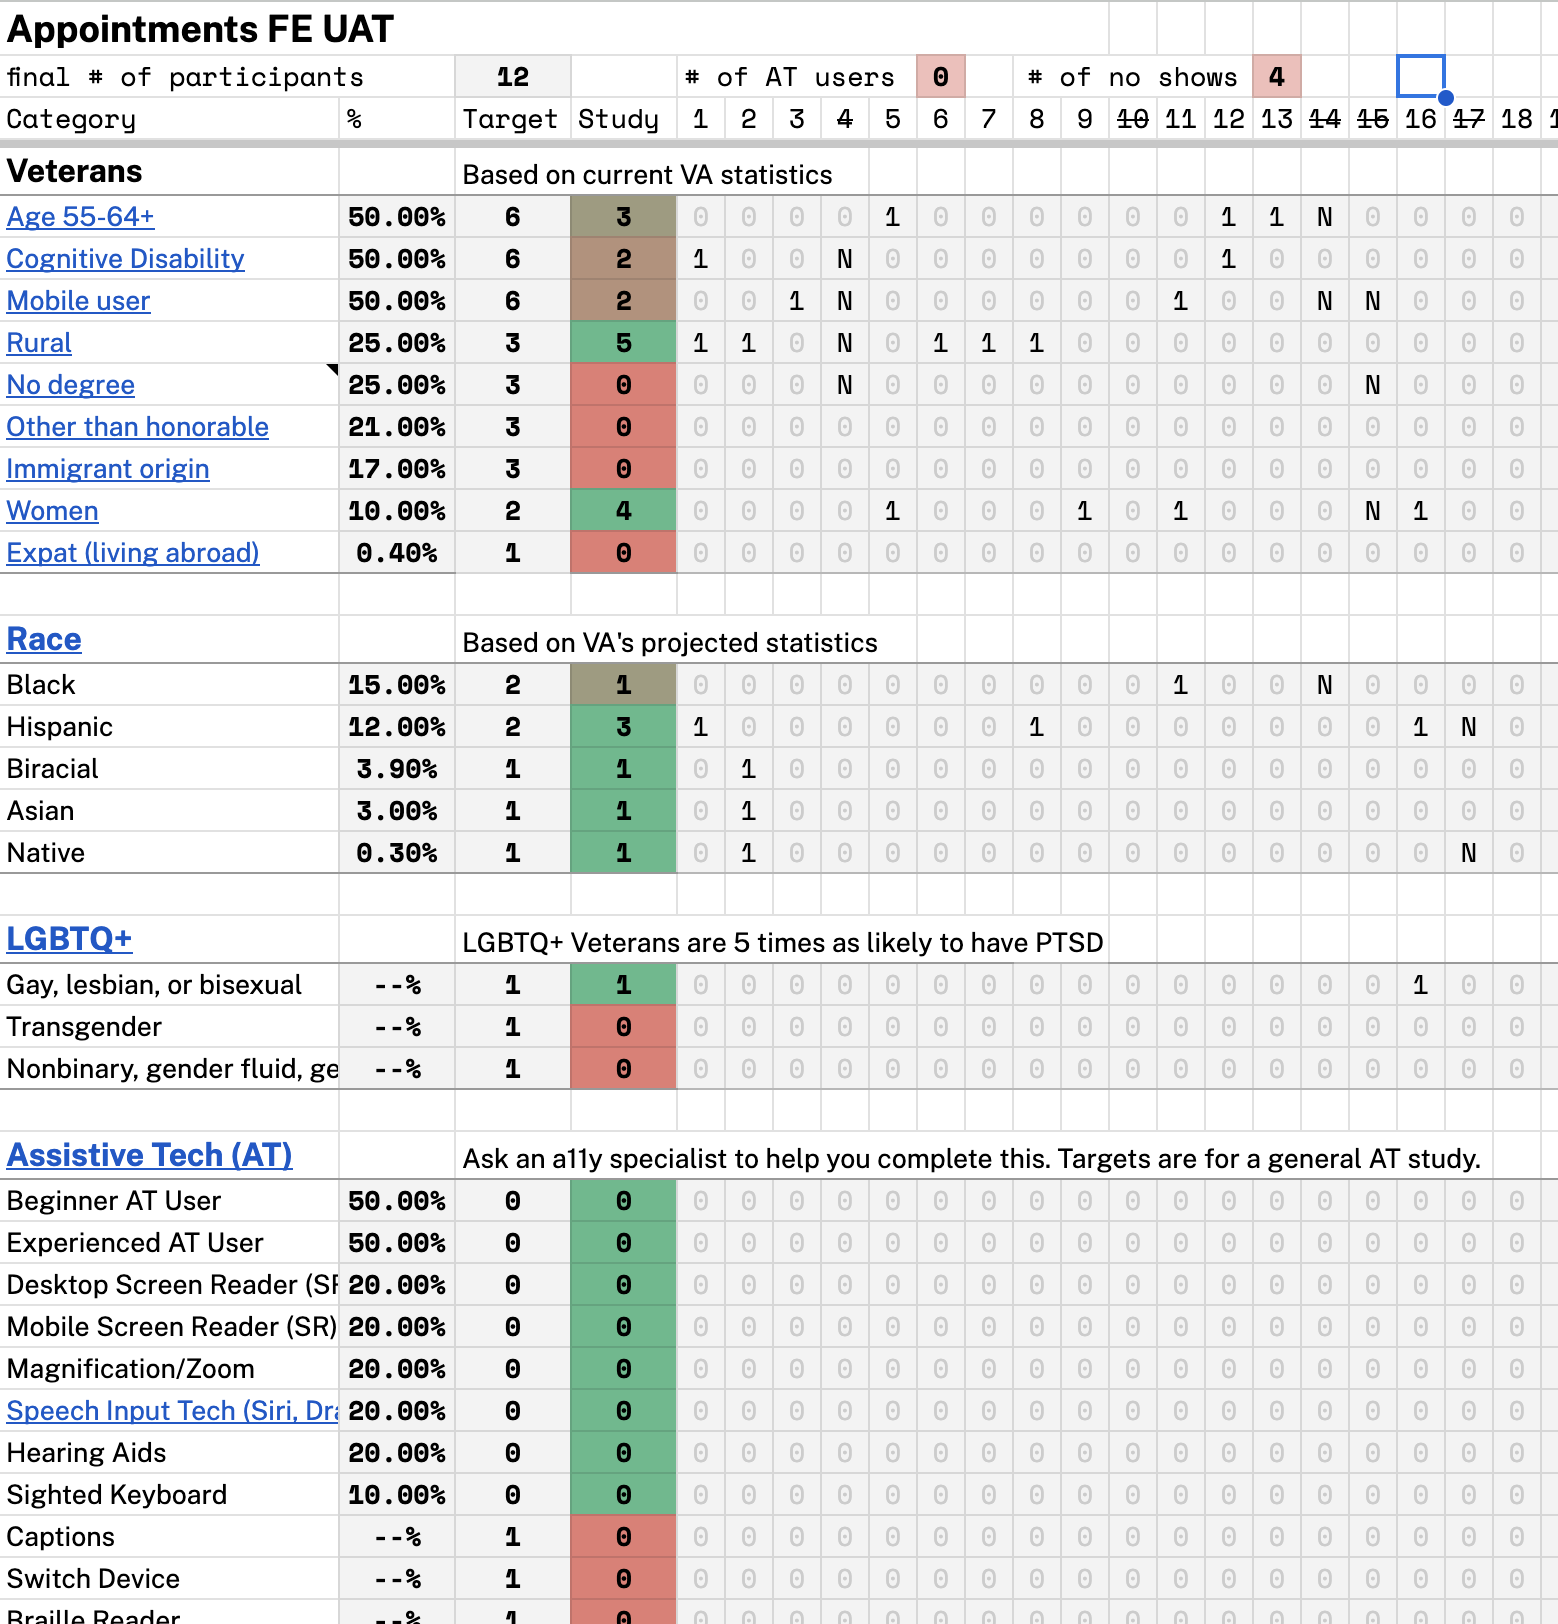 Appointments FE UAT
final # of participants 12 # of AT users 0 # of no shows 4
Category % Target Study 1 2 3 4 5 6 7 8 9 10 11 12 13 14 15 16 17 18 1
Veterans Based on current VA statistics
Age 55-64+ 50.00% 6 3 0 0 0 0 1 0 0 0 0 0 0 1 1 N 0 0 0 0
Cognitive Disability 50.00% 6 2 1 0 0 N 0 0 0 0 0 0 0 1 0 0 0 0 0 0
Mobile user 50.00% 6 2 0 0 1 N 0 0 0 0 0 0 1 0 0 N N 0 0 0
Rural 25.00% 3 5 1 1 0 N 0 1 1 1 0 0 0 0 0 0 0 0 0 0
No degree 25.00% 3 0 0 0 0 N 0 0 0 0 0 0 0 0 0 0 N 0 0 0
Other than honorable 21.00% 3 0 0 0 0 0 0 0 0 0 0 0 0 0 0 0 0 0 0 0
Immigrant origin 17.00% 3 0 0 0 0 0 0 0 0 0 0 0 0 0 0 0 0 0 0 0
Women 10.00% 2 4 0 0 0 0 1 0 0 0 1 0 1 0 0 0 N 1 0 0
Expat (living abroad) 0.40% 1 0 0 0 0 0 0 0 0 0 0 0 0 0 0 0 0 0 0 0
Race Based on VA's projected statistics
Black 15.00% 2 1 0 0 0 0 0 0 0 0 0 0 1 0 0 N 0 0 0 0
Hispanic 12.00% 2 3 1 0 0 0 0 0 0 1 0 0 0 0 0 0 0 1 N 0
Biracial 3.90% 1 1 0 1 0 0 0 0 0 0 0 0 0 0 0 0 0 0 0 0
Asian 3.00% 1 1 0 1 0 0 0 0 0 0 0 0 0 0 0 0 0 0 0 0
Native 0.30% 1 1 0 1 0 0 0 0 0 0 0 0 0 0 0 0 0 0 N 0
LGBTQ+ LGBTQ+ Veterans are 5 times as likely to have PTSD
Gay, lesbian, or bisexual --% 1 1 0 0 0 0 0 0 0 0 0 0 0 0 0 0 0 1 0 0
Transgender --% 1 0 0 0 0 0 0 0 0 0 0 0 0 0 0 0 0 0 0 0
Nonbinary, gender fluid, ge --% 1 0 0 0 0 0 0 0 0 0 0 0 0 0 0 0 0 0 0 0
Assistive Tech (AT) Ask an a11y specialist to help you complete this. Targets are for a general AT study.
Beginner AT User 50.00% 0 0 0 0 0 0 0 0 0 0 0 0 0 0 0 0 0 0 0 0
Experienced AT User 50.00% 0 0 0 0 0 0 0 0 0 0 0 0 0 0 0 0 0 0 0 0
Desktop Screen Reader (SR 20.00% 0 0 0 0 0 0 0 0 0 0 0 0 0 0 0 0 0 0 0 0
Mobile Screen Reader (SR) 20.00% 0 0 0 0 0 0 0 0 0 0 0 0 0 0 0 0 0 0 0 0
Magnification/Zoom 20.00% 0 0 0 0 0 0 0 0 0 0 0 0 0 0 0 0 0 0 0 0
Speech Input Tech (Siri, Dra 20.00% 0 0 0 0 0 0 0 0 0 0 0 0 0 0 0 0 0 0 0 0
Hearing Aids 20.00% 0 0 0 0 0 0 0 0 0 0 0 0 0 0 0 0 0 0 0 0
Sighted Keyboard 10.00% 0 0 0 0 0 0 0 0 0 0 0 0 0 0 0 0 0 0 0 0
Captions --% 1 0 0 0 0 0 0 0 0 0 0 0 0 0 0 0 0 0 0 0
Switch Device --% 1 0 0 0 0 0 0 0 0 0 0 0 0 0 0 0 0 0 0 0
Braille Reader --% 1 0 0 0 0 0 0 0 0 0 0 0 0 0 0 0 0 0 0 0